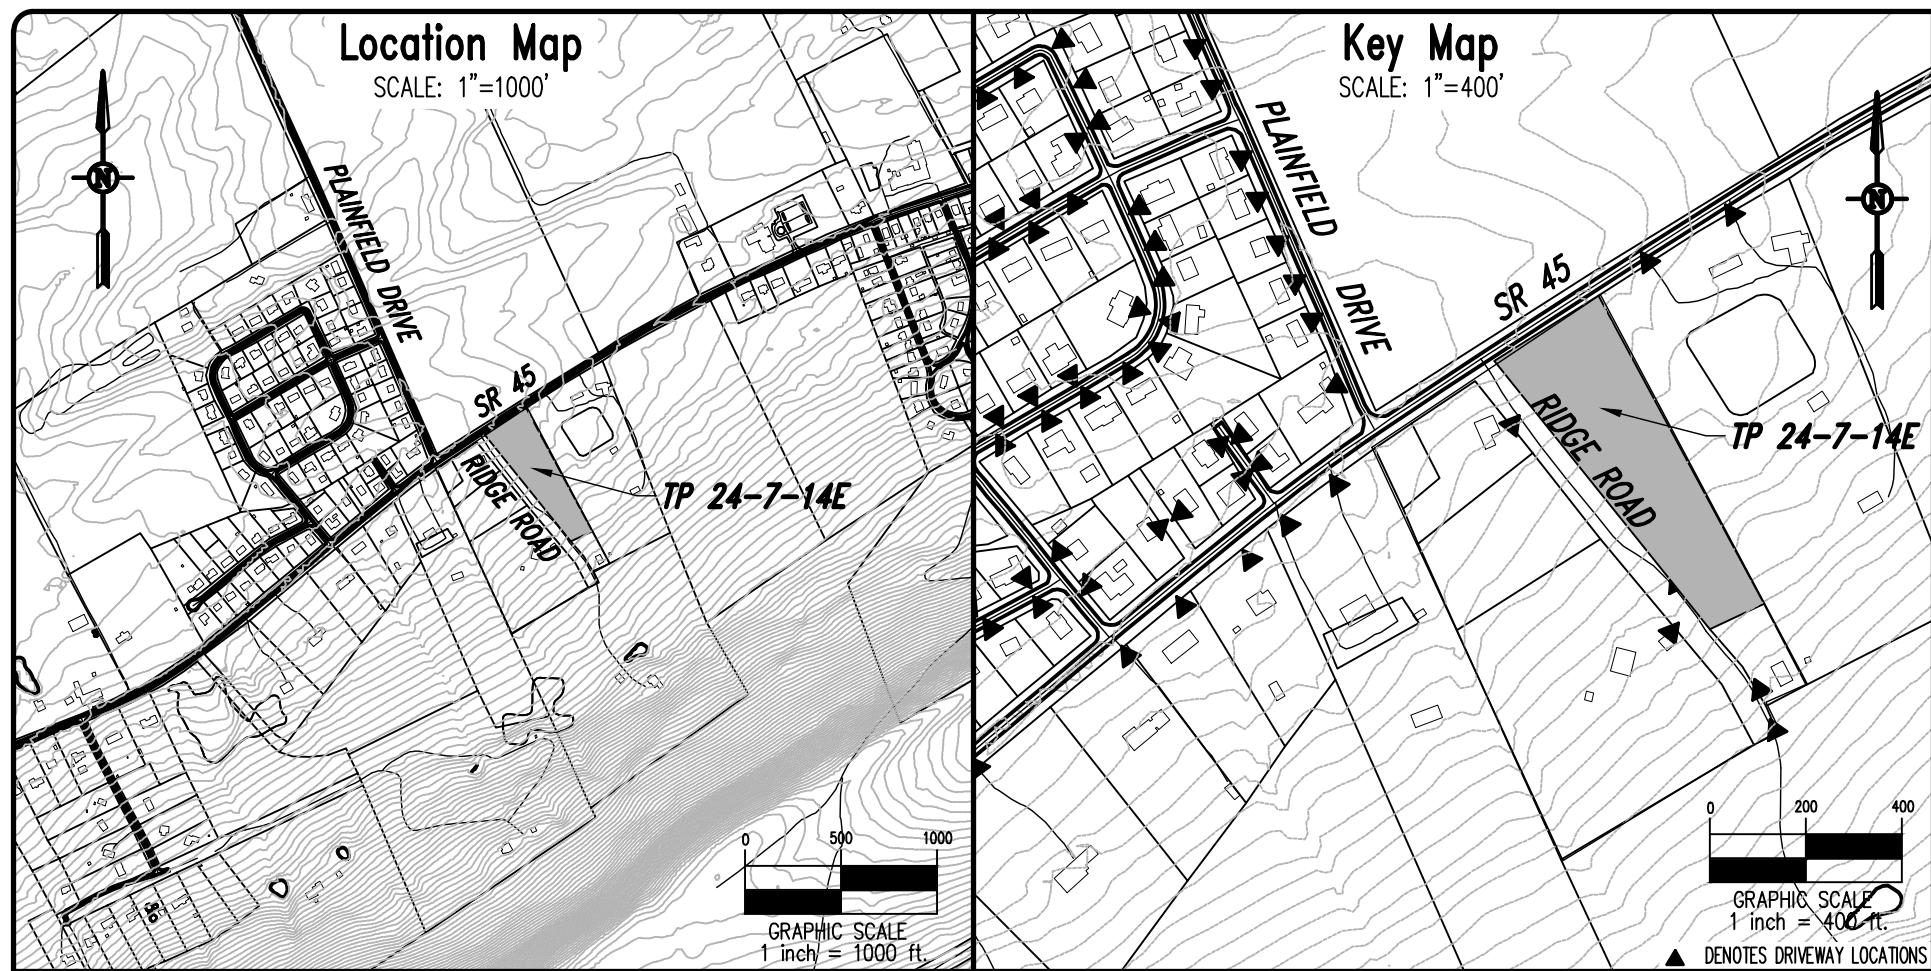 Location Map
SCALE: 1"=1000'
N
PLAINFIELD DRIVE
SR 45
RIDGE ROAD
TP 24-7-14E
0 500 1000
GRAPHIC SCALE
1 inch = 1000 ft.
Key Map
SCALE: 1"=400'
N
PLAINFIELD
DRIVE
SR 45
RIDGE ROAD
TP 24-7-14E
0 200 400
GRAPHIC SCALE
1 inch = 400 ft.
▲ DENOTES DRIVEWAY LOCATIONS